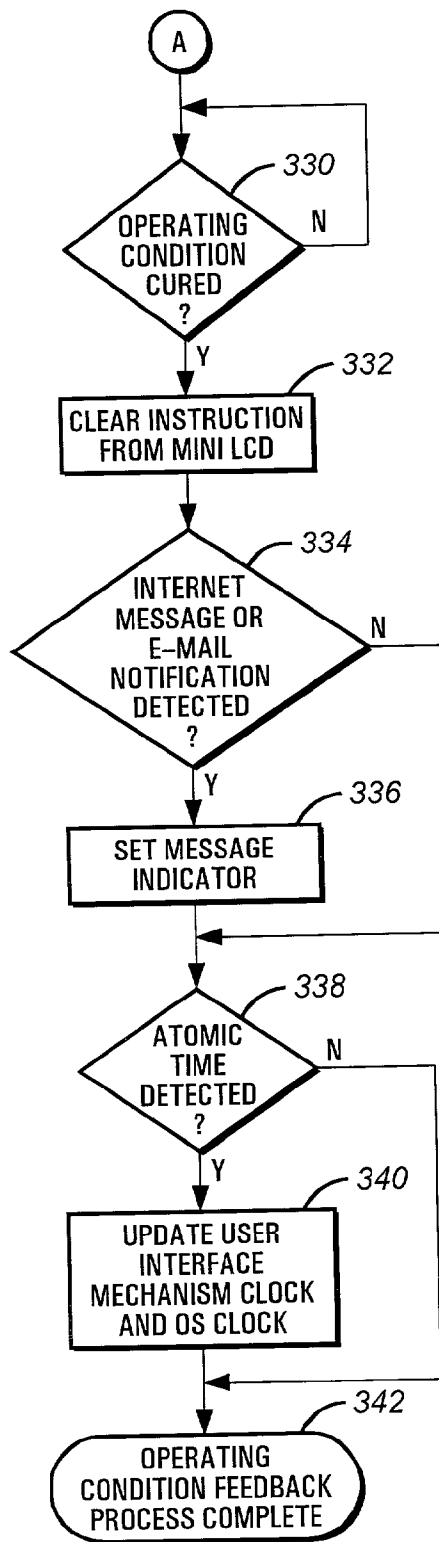 A
330
OPERATING
CONDITION
CURED
?
N
Y
332
CLEAR INSTRUCTION
FROM MINI LCD
334
INTERNET
MESSAGE OR
E-MAIL
NOTIFICATION
DETECTED
?
N
Y
336
SET MESSAGE
INDICATOR
338
ATOMIC
TIME
DETECTED
?
N
Y
340
UPDATE USER
INTERFACE
MECHANISM CLOCK
AND OS CLOCK
342
OPERATING
CONDITION FEEDBACK
PROCESS COMPLETE